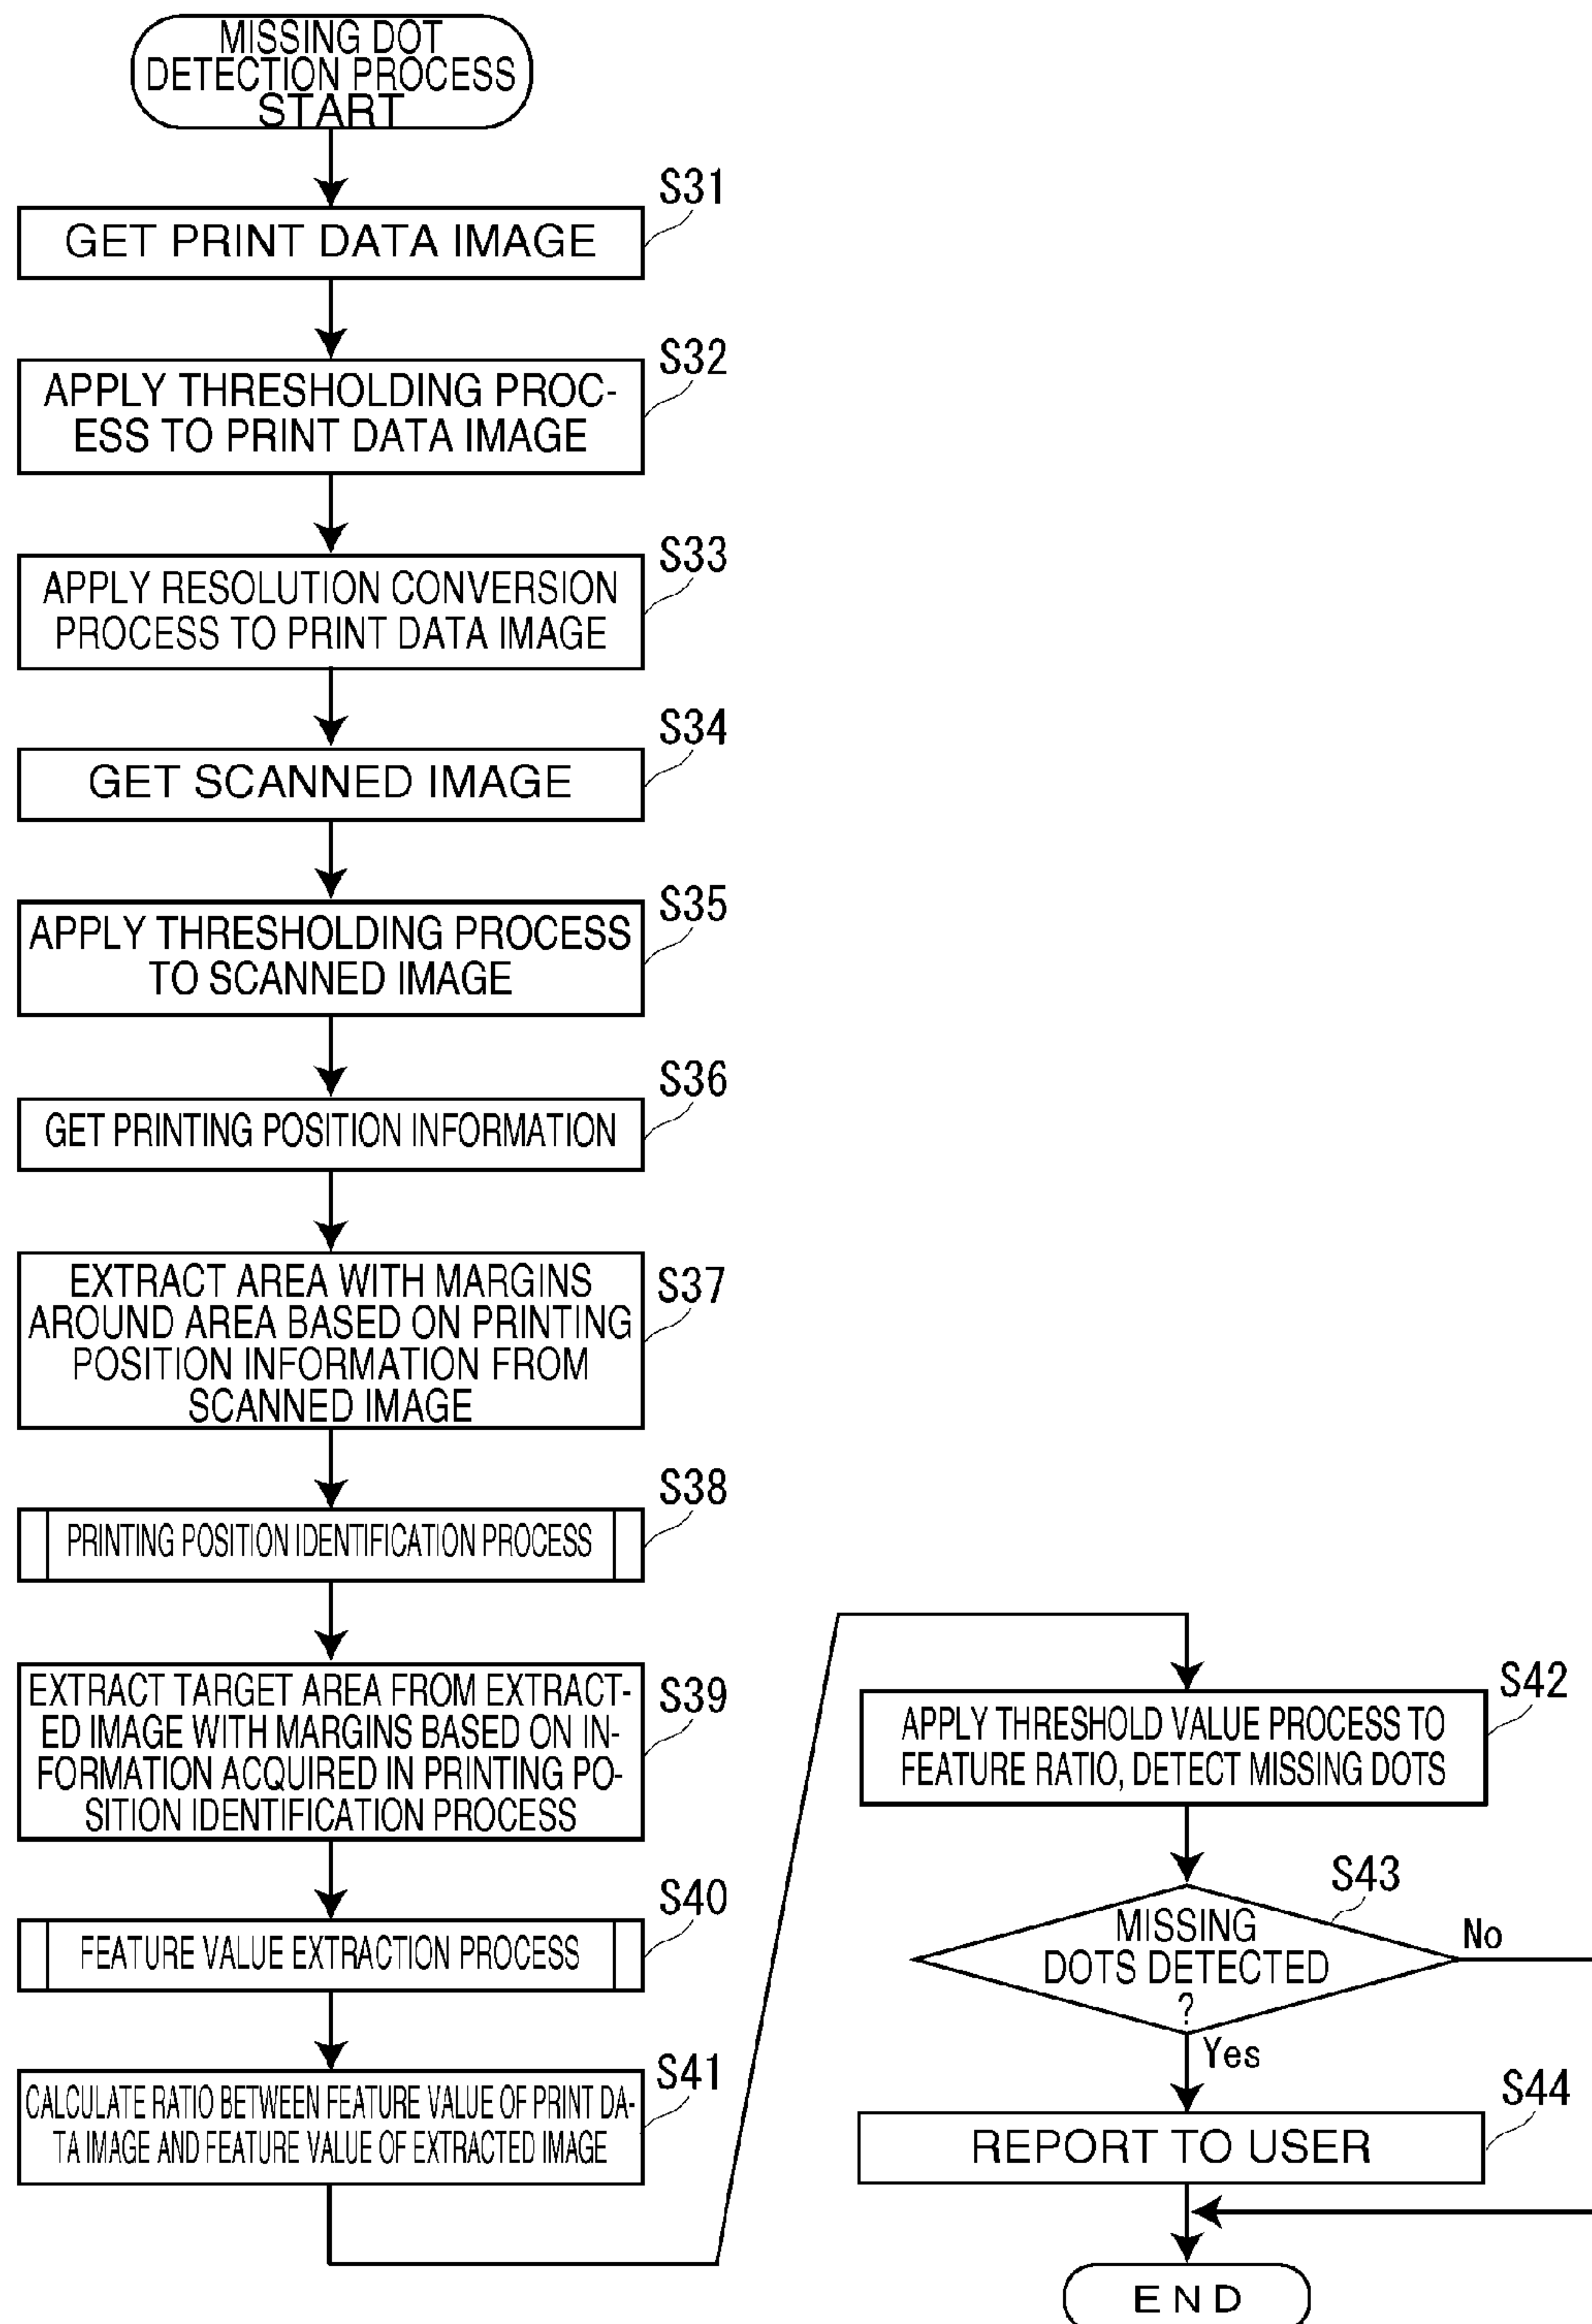 MISSING DOT
DETECTION PROCESS
START
S31
GET PRINT DATA IMAGE
S32
APPLY THRESHOLDING PROC-
ESS TO PRINT DATA IMAGE
S33
APPLY RESOLUTION CONVERSION
PROCESS TO PRINT DATA IMAGE
S34
GET SCANNED IMAGE
S35
APPLY THRESHOLDING PROCESS
TO SCANNED IMAGE
S36
GET PRINTING POSITION INFORMATION
S37
EXTRACT AREA WITH MARGINS
AROUND AREA BASED ON PRINTING
POSITION INFORMATION FROM
SCANNED IMAGE
S38
PRINTING POSITION IDENTIFICATION PROCESS
S39
EXTRACT TARGET AREA FROM EXTRACT-
ED IMAGE WITH MARGINS BASED ON IN-
FORMATION ACQUIRED IN PRINTING PO-
SITION IDENTIFICATION PROCESS
S40
FEATURE VALUE EXTRACTION PROCESS
S41
CALCULATE RATIO BETWEEN FEATURE VALUE OF PRINT DA-
TA IMAGE AND FEATURE VALUE OF EXTRACTED IMAGE
S42
APPLY THRESHOLD VALUE PROCESS TO
FEATURE RATIO, DETECT MISSING DOTS
S43
MISSING
DOTS DETECTED
?
No
Yes
S44
REPORT TO USER
END